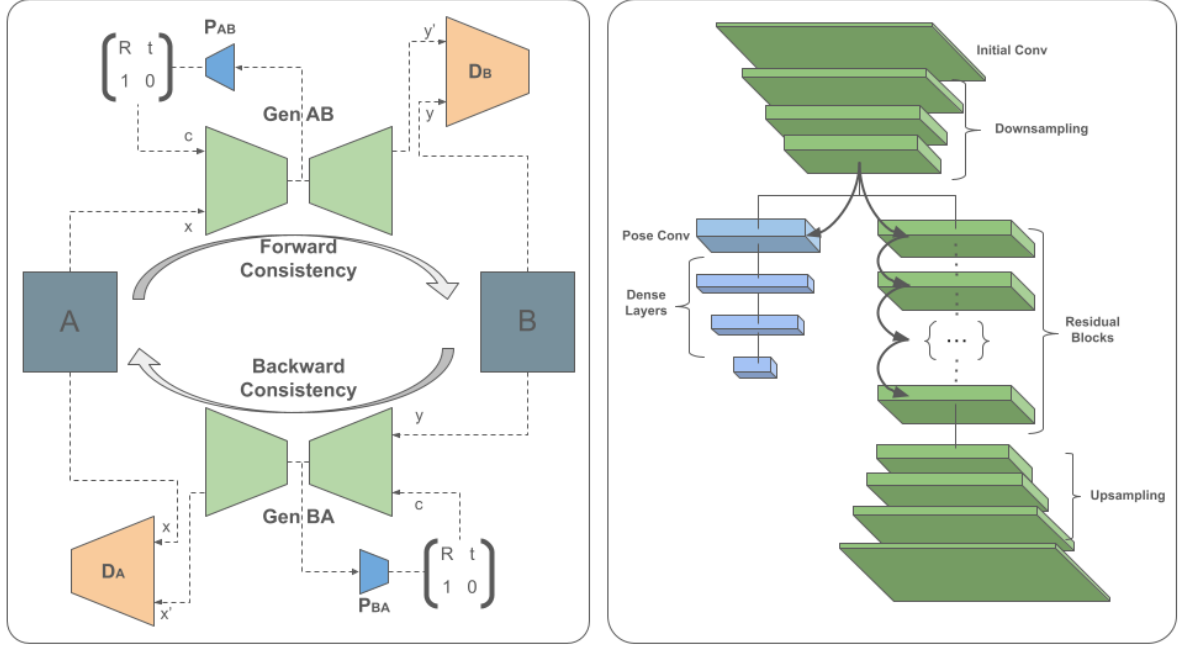 PAB
R t
1 0
y'
DB
Gen AB
y
c
x
Forward
Consistency
A
B
Backward
Consistency
y
Gen BA
c
x
DA
x'
R t
1 0
PBA
Initial Conv
Downsampling
Pose Conv
Dense
Layers
{...}
Residual
Blocks
Upsampling